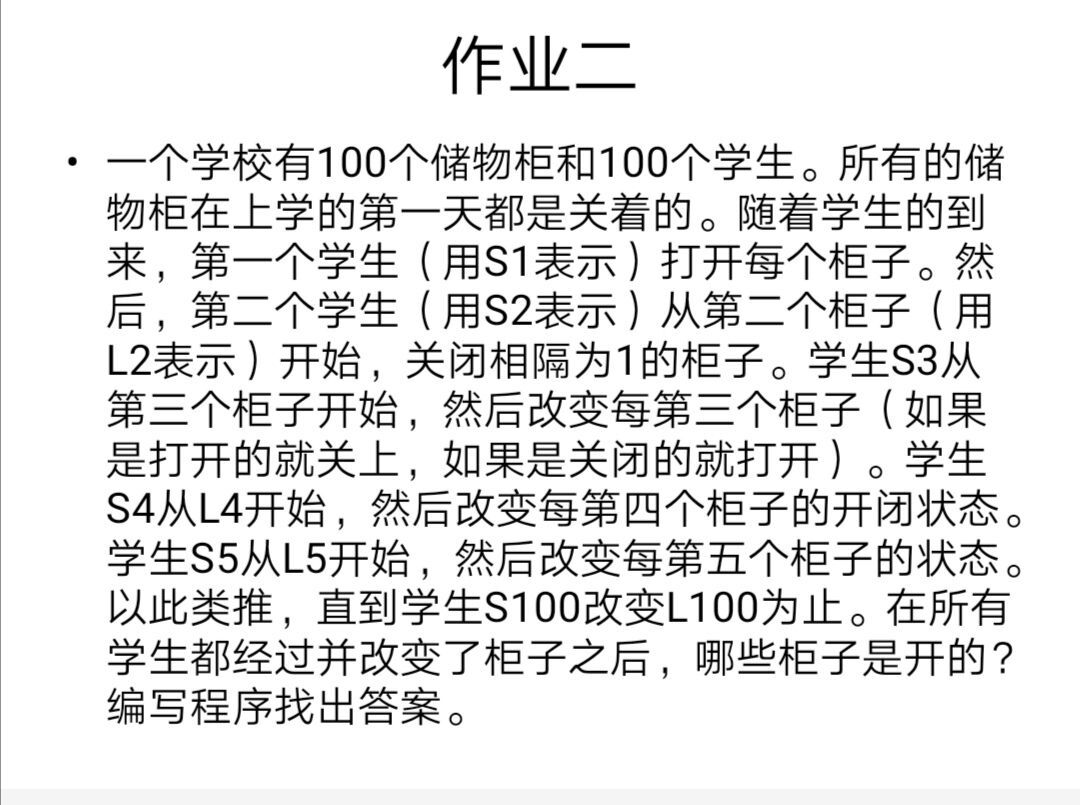 作业二
• 一个学校有100个储物柜和100个学生。所有的储
物柜在上学的第一天都是关着的。随着学生的到
来，第一个学生（用S1表示）打开每个柜子。然
后，第二个学生（用S2表示）从第二个柜子（用
L2表示）开始，关闭相隔为1的柜子。学生S3从
第三个柜子开始，然后改变每第三个柜子（如果
是打开的就关上，如果是关闭的就打开）。学生
S4从L4开始，然后改变每第四个柜子的开闭状态。
学生S5从L5开始，然后改变每第五个柜子的状态。
以此类推，直到学生S100改变L100为止。在所有
学生都经过并改变了柜子之后，哪些柜子是开的？
编写程序找出答案。